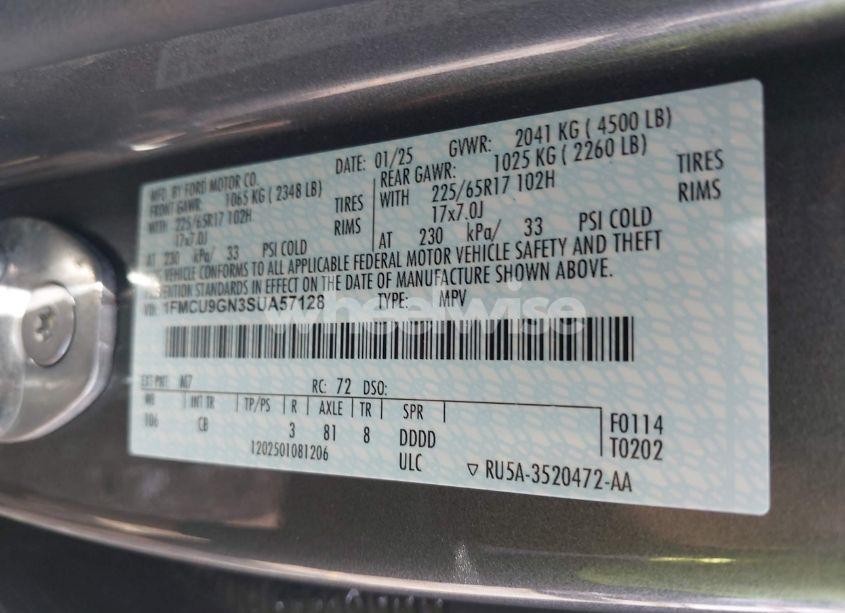 MFD. BY FORD MOTOR CO.
DATE: 01/25 GVWR: 2041 KG ( 4500 LB)
FRONT GAWR: 1065 KG ( 2348 LB)
REAR GAWR: 1025 KG ( 2260 LB)
WITH 225/65R17 102H TIRES
WITH 225/65R17 102H TIRES
17x7.0J RIMS
17x7.0J RIMS
AT 230 kPa/ 33 PSI COLD
AT 230 kPa/ 33 PSI COLD
THIS VEHICLE CONFORMS TO ALL APPLICABLE FEDERAL MOTOR VEHICLE SAFETY AND THEFT
PREVENTION STANDARDS IN EFFECT ON THE DATE OF MANUFACTURE SHOWN ABOVE.
VIN: 1FMCU9GN3SUA57128 TYPE: MPV
wheelwise
EXT PNT: M7 RC: 72 DSO:
WB INT TR TP/PS R AXLE TR SPR
106 CB 3 81 8 DDDD
F0114
T0202
1202501081206 ULC
RU5A-3520472-AA